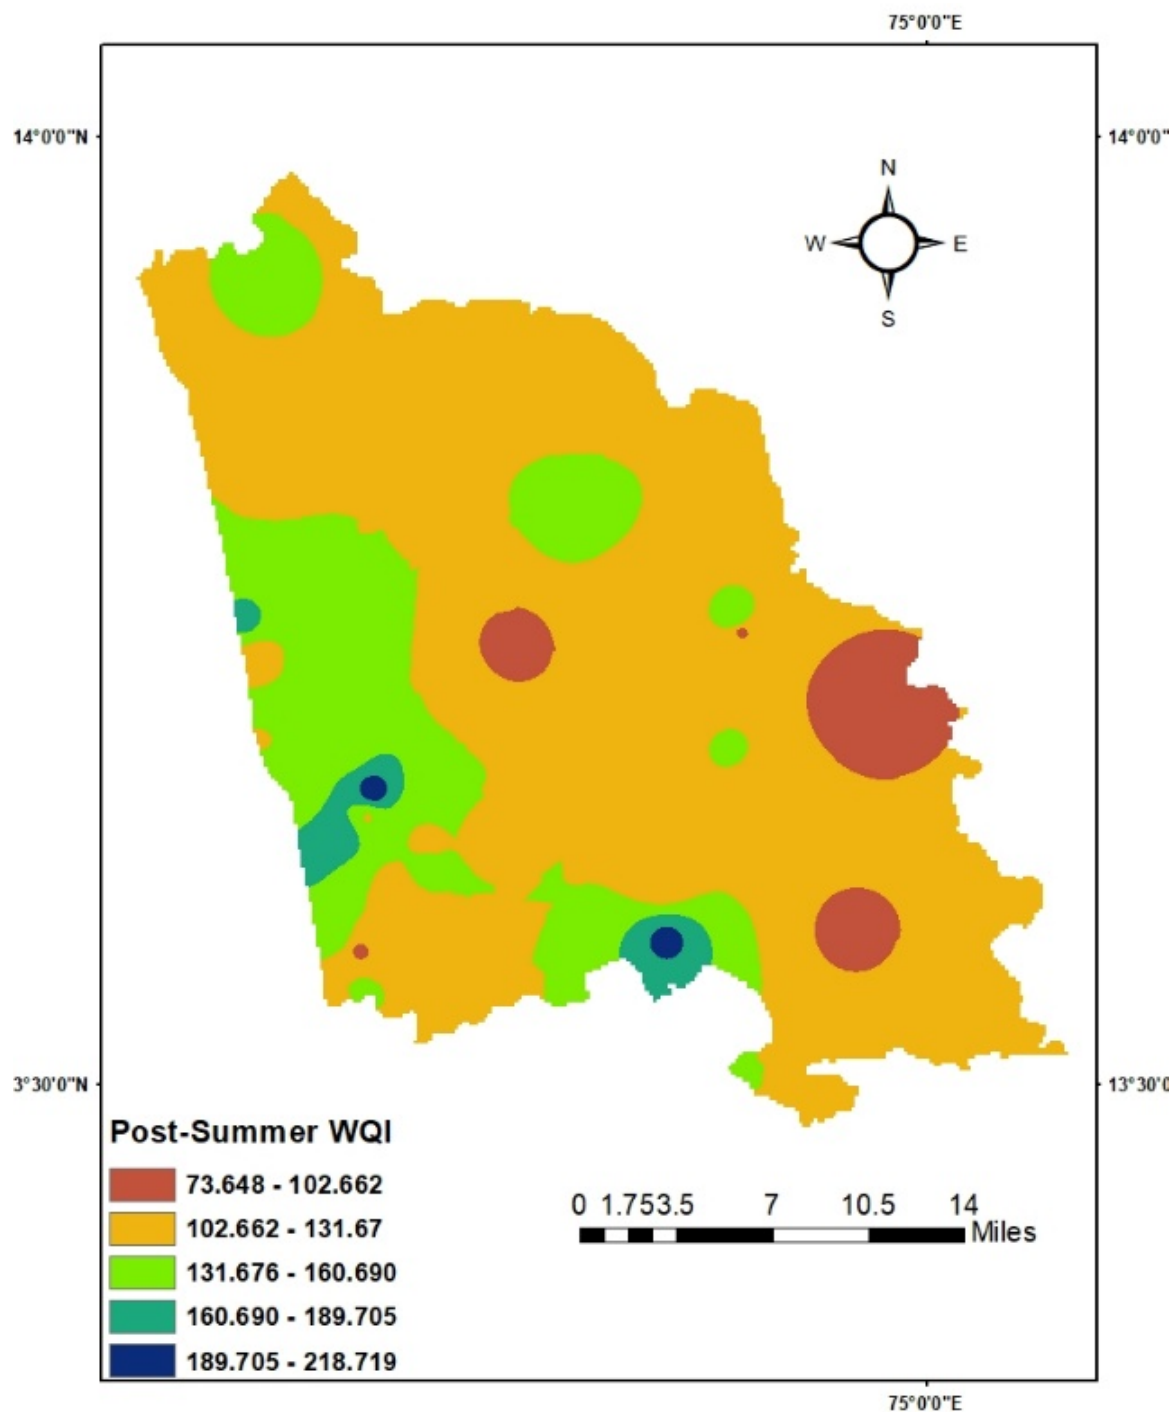 75°0'0"E
14°0'0"N
14°0'0"
N
W
E
S
3°30'0"N
13°30'0
Post-Summer WQI
73.648 - 102.662
102.662 - 131.67
131.676 - 160.690
160.690 - 189.705
189.705 - 218.719
0 1.753.5 7 10.5 14
Miles
75°0'0"E